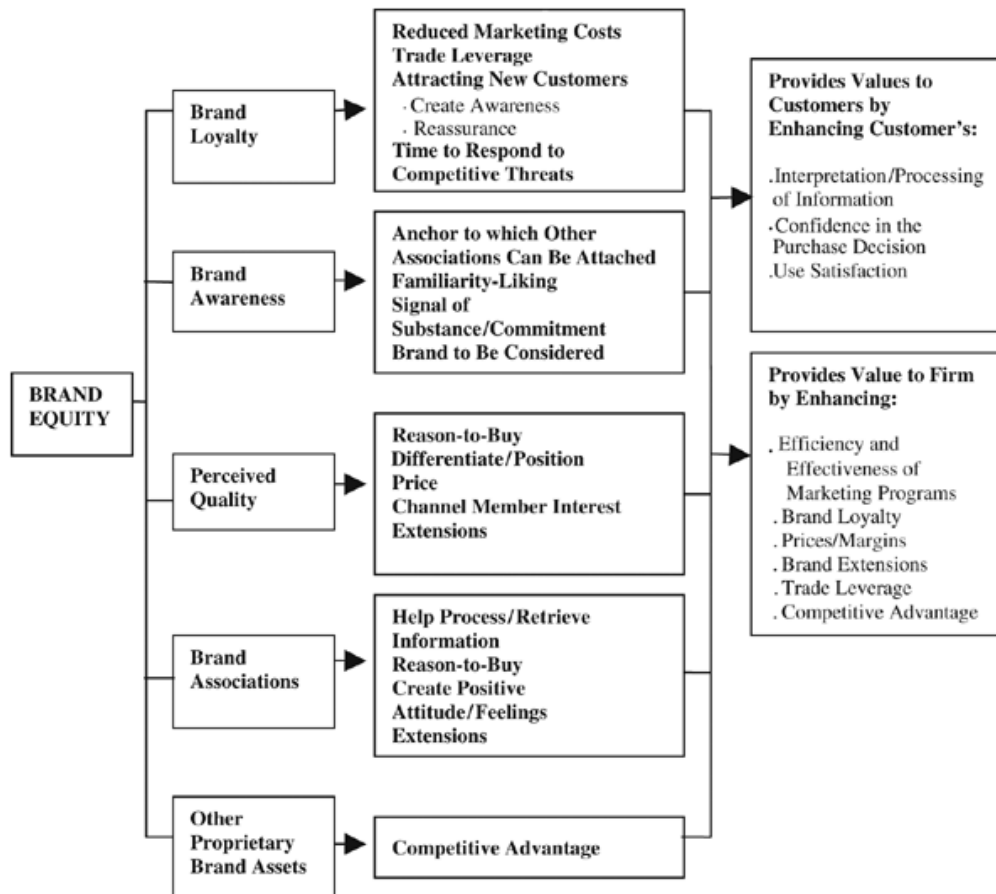 BRAND
EQUITY
Brand
Loyalty
Reduced Marketing Costs
Trade Leverage
Attracting New Customers
· Create Awareness
· Reassurance
Time to Respond to
Competitive Threats
Brand
Awareness
Anchor to which Other
Associations Can Be Attached
Familiarity-Liking
Signal of
Substance/Commitment
Brand to Be Considered
Perceived
Quality
Reason-to-Buy
Differentiate/Position
Price
Channel Member Interest
Extensions
Brand
Associations
Help Process/Retrieve
Information
Reason-to-Buy
Create Positive
Attitude/Feelings
Extensions
Other
Proprietary
Brand Assets
Competitive Advantage
Provides Values to
Customers by
Enhancing Customer's:
.Interpretation/Processing
of Information
.Confidence in the
Purchase Decision
.Use Satisfaction
Provides Value to Firm
by Enhancing:
. Efficiency and
Effectiveness of
Marketing Programs
. Brand Loyalty
. Prices/Margins
. Brand Extensions
. Trade Leverage
. Competitive Advantage